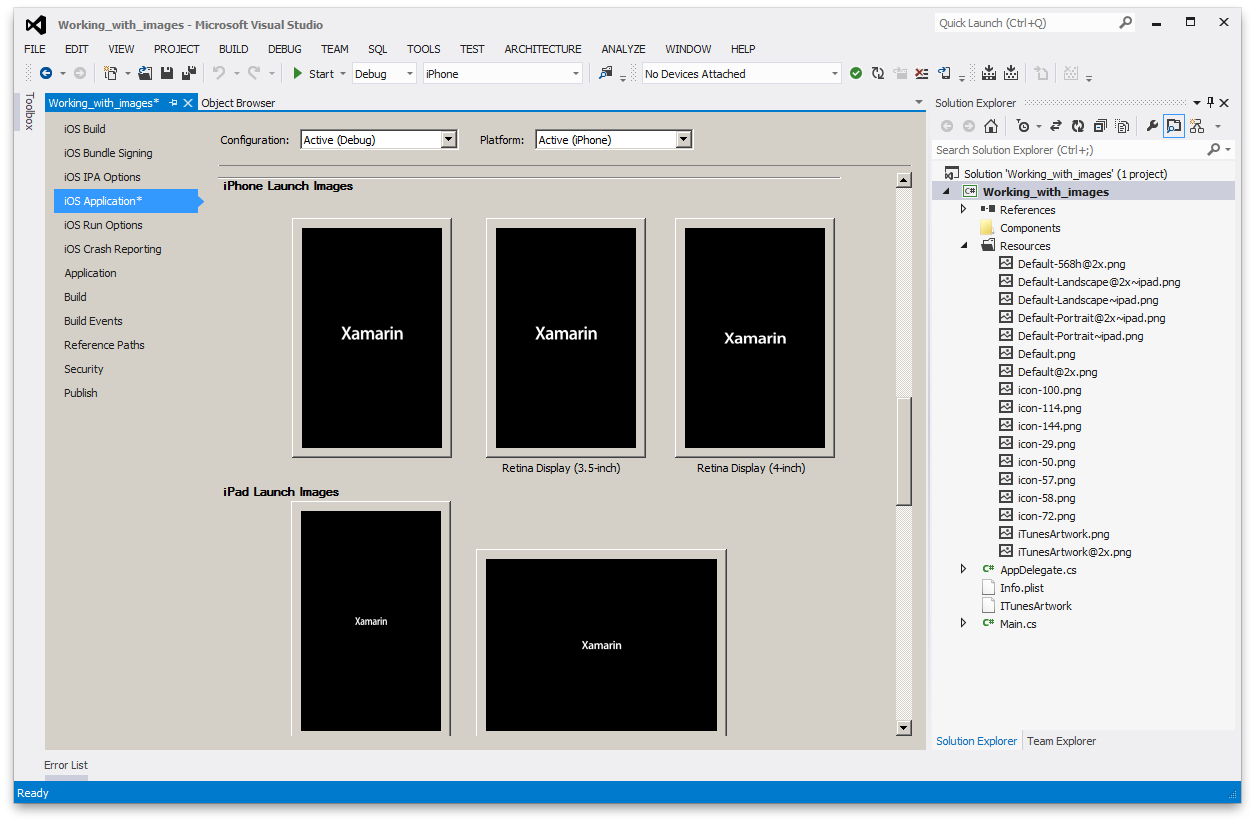 Working_with_images - Microsoft Visual Studio
Quick Launch (Ctrl+Q)
FILE EDIT VIEW PROJECT BUILD DEBUG TEAM SQL TOOLS TEST ARCHITECTURE ANALYZE WINDOW HELP
Start Debug iPhone No Devices Attached
Toolbox
Working_with_images* Object Browser
iOS Build
iOS Bundle Signing
iOS IPA Options
iOS Application*
iOS Run Options
iOS Crash Reporting
Application
Build
Build Events
Reference Paths
Security
Publish
Configuration: Active (Debug) Platform: Active (iPhone)
iPhone Launch Images
Xamarin Xamarin Xamarin
Retina Display (3.5-inch) Retina Display (4-inch)
iPad Launch Images
Xamarin
Xamarin
Solution Explorer
Search Solution Explorer (Ctrl+;)
Solution 'Working_with_images' (1 project)
C# Working_with_images
References
Components
Resources
Default-568h@2x.png
Default-Landscape@2x~ipad.png
Default-Landscape~ipad.png
Default-Portrait@2x~ipad.png
Default-Portrait~ipad.png
Default.png
Default@2x.png
icon-100.png
icon-114.png
icon-144.png
icon-29.png
icon-50.png
icon-57.png
icon-58.png
icon-72.png
iTunesArtwork.png
iTunesArtwork@2x.png
C# AppDelegate.cs
Info.plist
ITunesArtwork
C# Main.cs
Solution Explorer Team Explorer
Error List
Ready